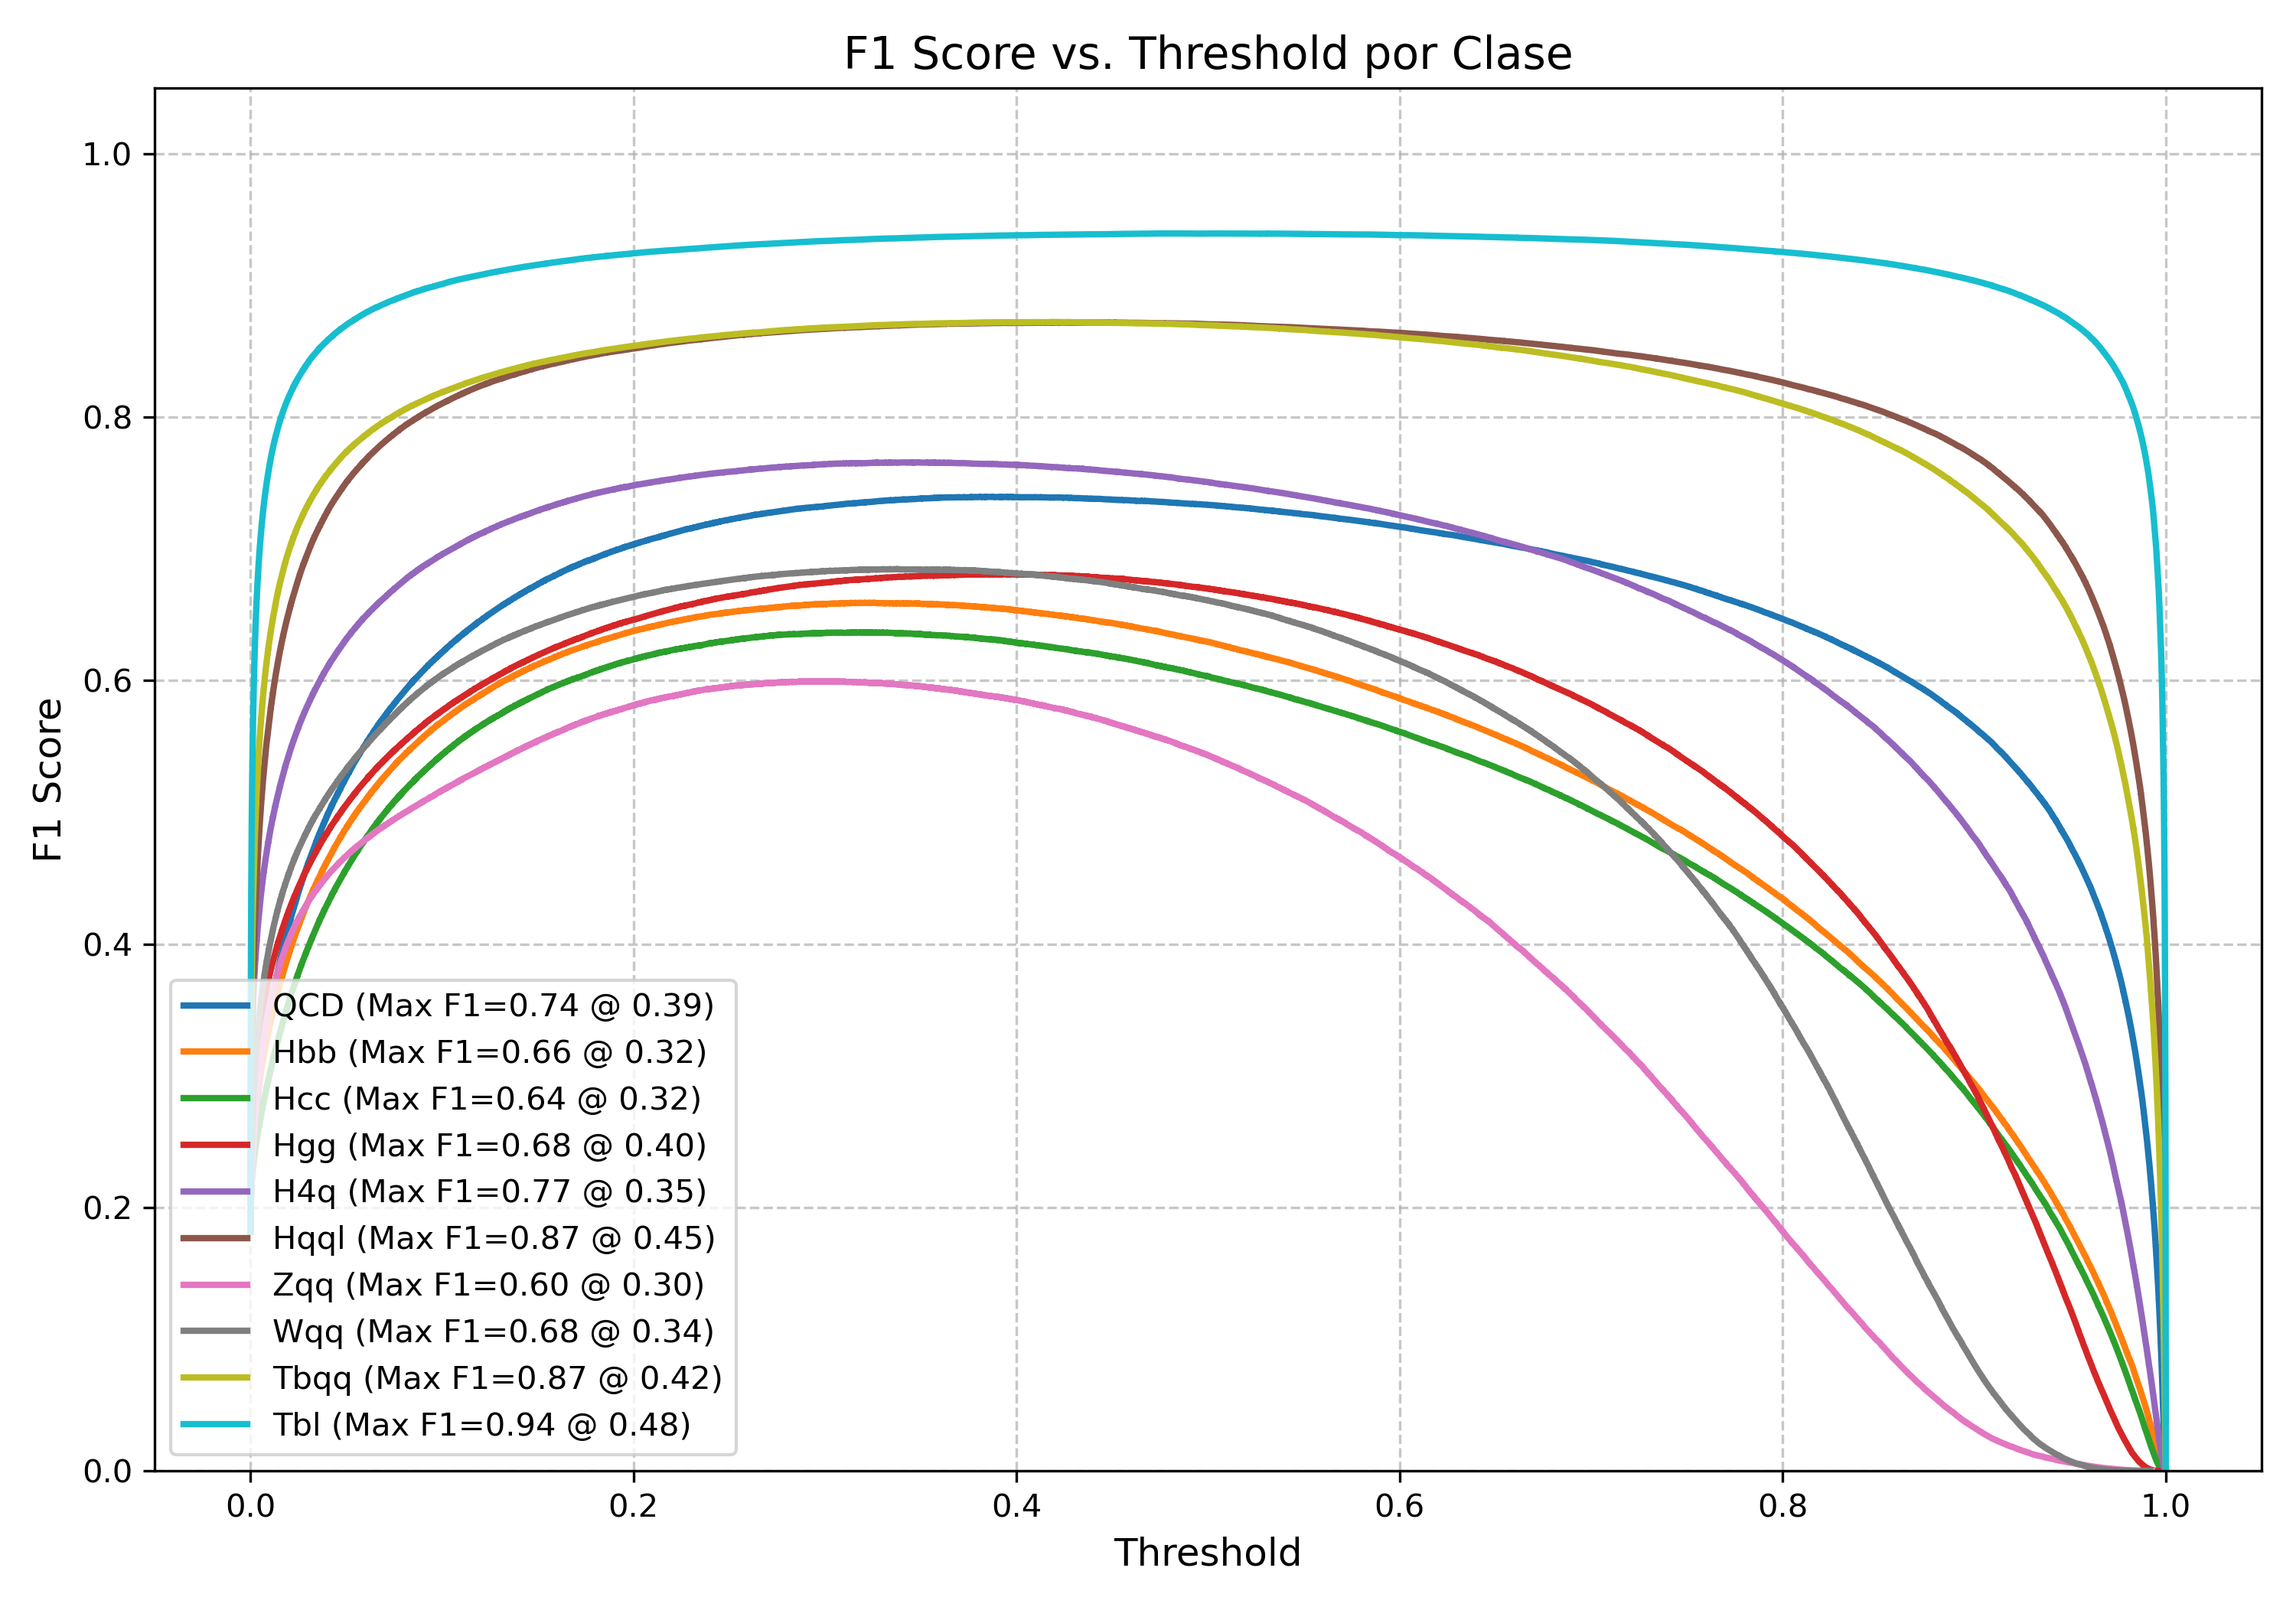 F1 Score vs. Threshold por Clase
1.0
0.8
0.6
0.4
0.2
0.0
F1 Score
QCD (Max F1=0.74 @ 0.39)
Hbb (Max F1=0.66 @ 0.32)
Hcc (Max F1=0.64 @ 0.32)
Hgg (Max F1=0.68 @ 0.40)
H4q (Max F1=0.77 @ 0.35)
Hqql (Max F1=0.87 @ 0.45)
Zqq (Max F1=0.60 @ 0.30)
Wqq (Max F1=0.68 @ 0.34)
Tbqq (Max F1=0.87 @ 0.42)
Tbl (Max F1=0.94 @ 0.48)
0.0 0.2 0.4 0.6 0.8 1.0
Threshold